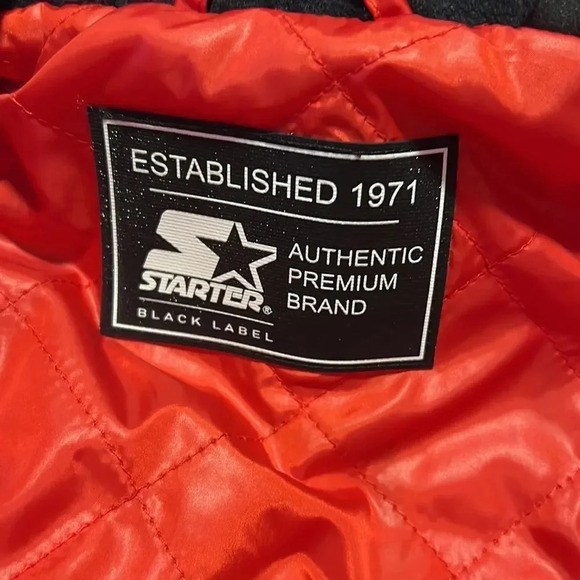 ESTABLISHED 1971
STARTER®
BLACK LABEL
AUTHENTIC
PREMIUM
BRAND